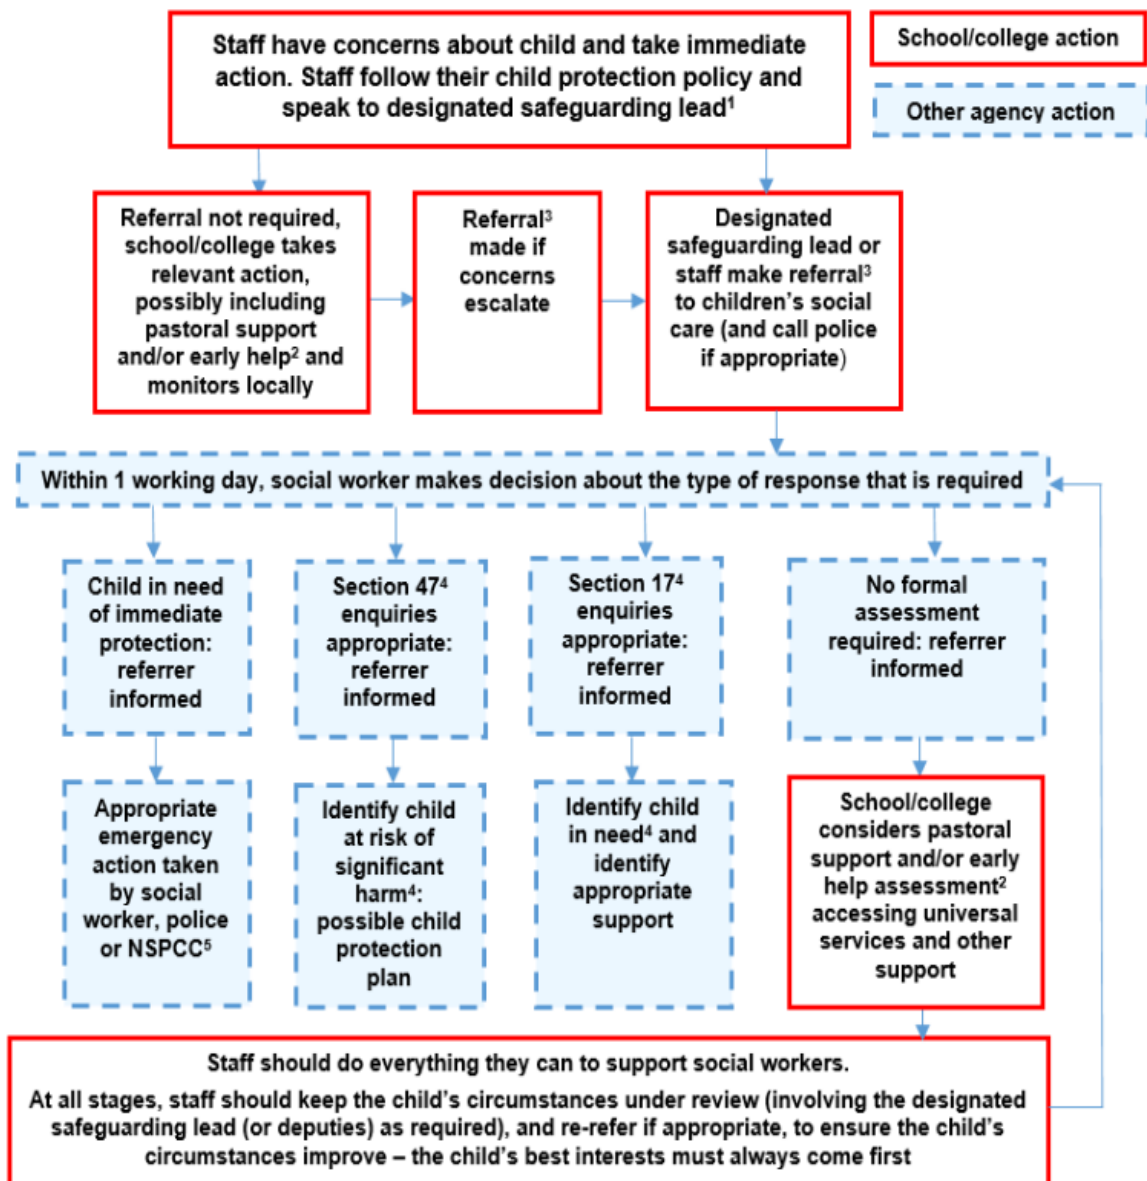 Staff have concerns about child and take immediate
action. Staff follow their child protection policy and
speak to designated safeguarding lead¹
School/college action
Other agency action
Referral not required,
school/college takes
relevant action,
possibly including
pastoral support
and/or early help² and
monitors locally
Referral³
made if
concerns
escalate
Designated
safeguarding lead or
staff make referral³
to children's social
care (and call police
if appropriate)
Within 1 working day, social worker makes decision about the type of response that is required
Child in need
of immediate
protection:
referrer
informed
Section 47⁴
enquiries
appropriate:
referrer
informed
Section 17⁴
enquiries
appropriate:
referrer
informed
No formal
assessment
required: referrer
informed
Appropriate
emergency
action taken
by social
worker, police
or NSPCC⁵
Identify child
at risk of
significant
harm⁴:
possible child
protection
plan
Identify child
in need⁴ and
identify
appropriate
support
School/college
considers pastoral
support and/or early
help assessment²
accessing universal
services and other
support
Staff should do everything they can to support social workers.
At all stages, staff should keep the child's circumstances under review (involving the designated
safeguarding lead (or deputies) as required), and re-refer if appropriate, to ensure the child's
circumstances improve – the child's best interests must always come first